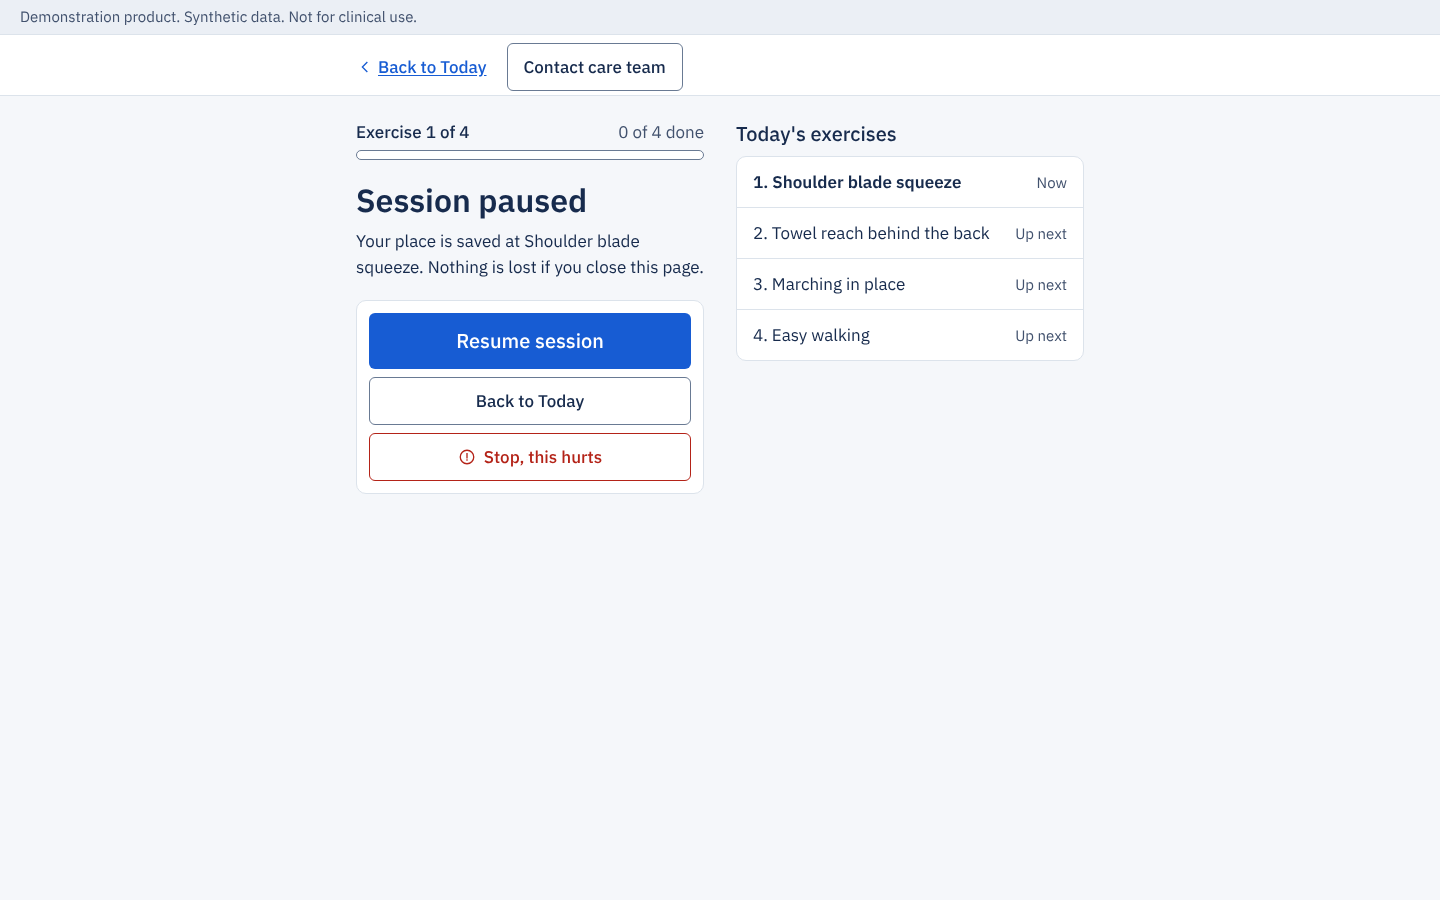 Demonstration product. Synthetic data. Not for clinical use.
Back to Today
Contact care team
Exercise 1 of 4
0 of 4 done
Session paused
Your place is saved at Shoulder blade
squeeze. Nothing is lost if you close this page.
Resume session
Back to Today
Stop, this hurts
Today's exercises
1. Shoulder blade squeeze
Now
2. Towel reach behind the back
Up next
3. Marching in place
Up next
4. Easy walking
Up next